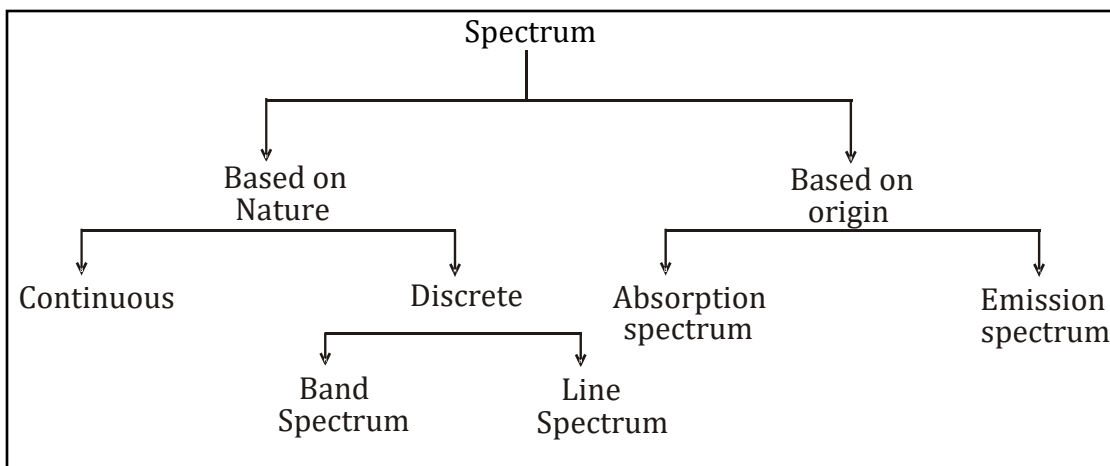 Spectrum
Based on
Nature
Based on
origin
Continuous
Discrete
Absorption
spectrum
Emission
spectrum
Band
Spectrum
Line
Spectrum